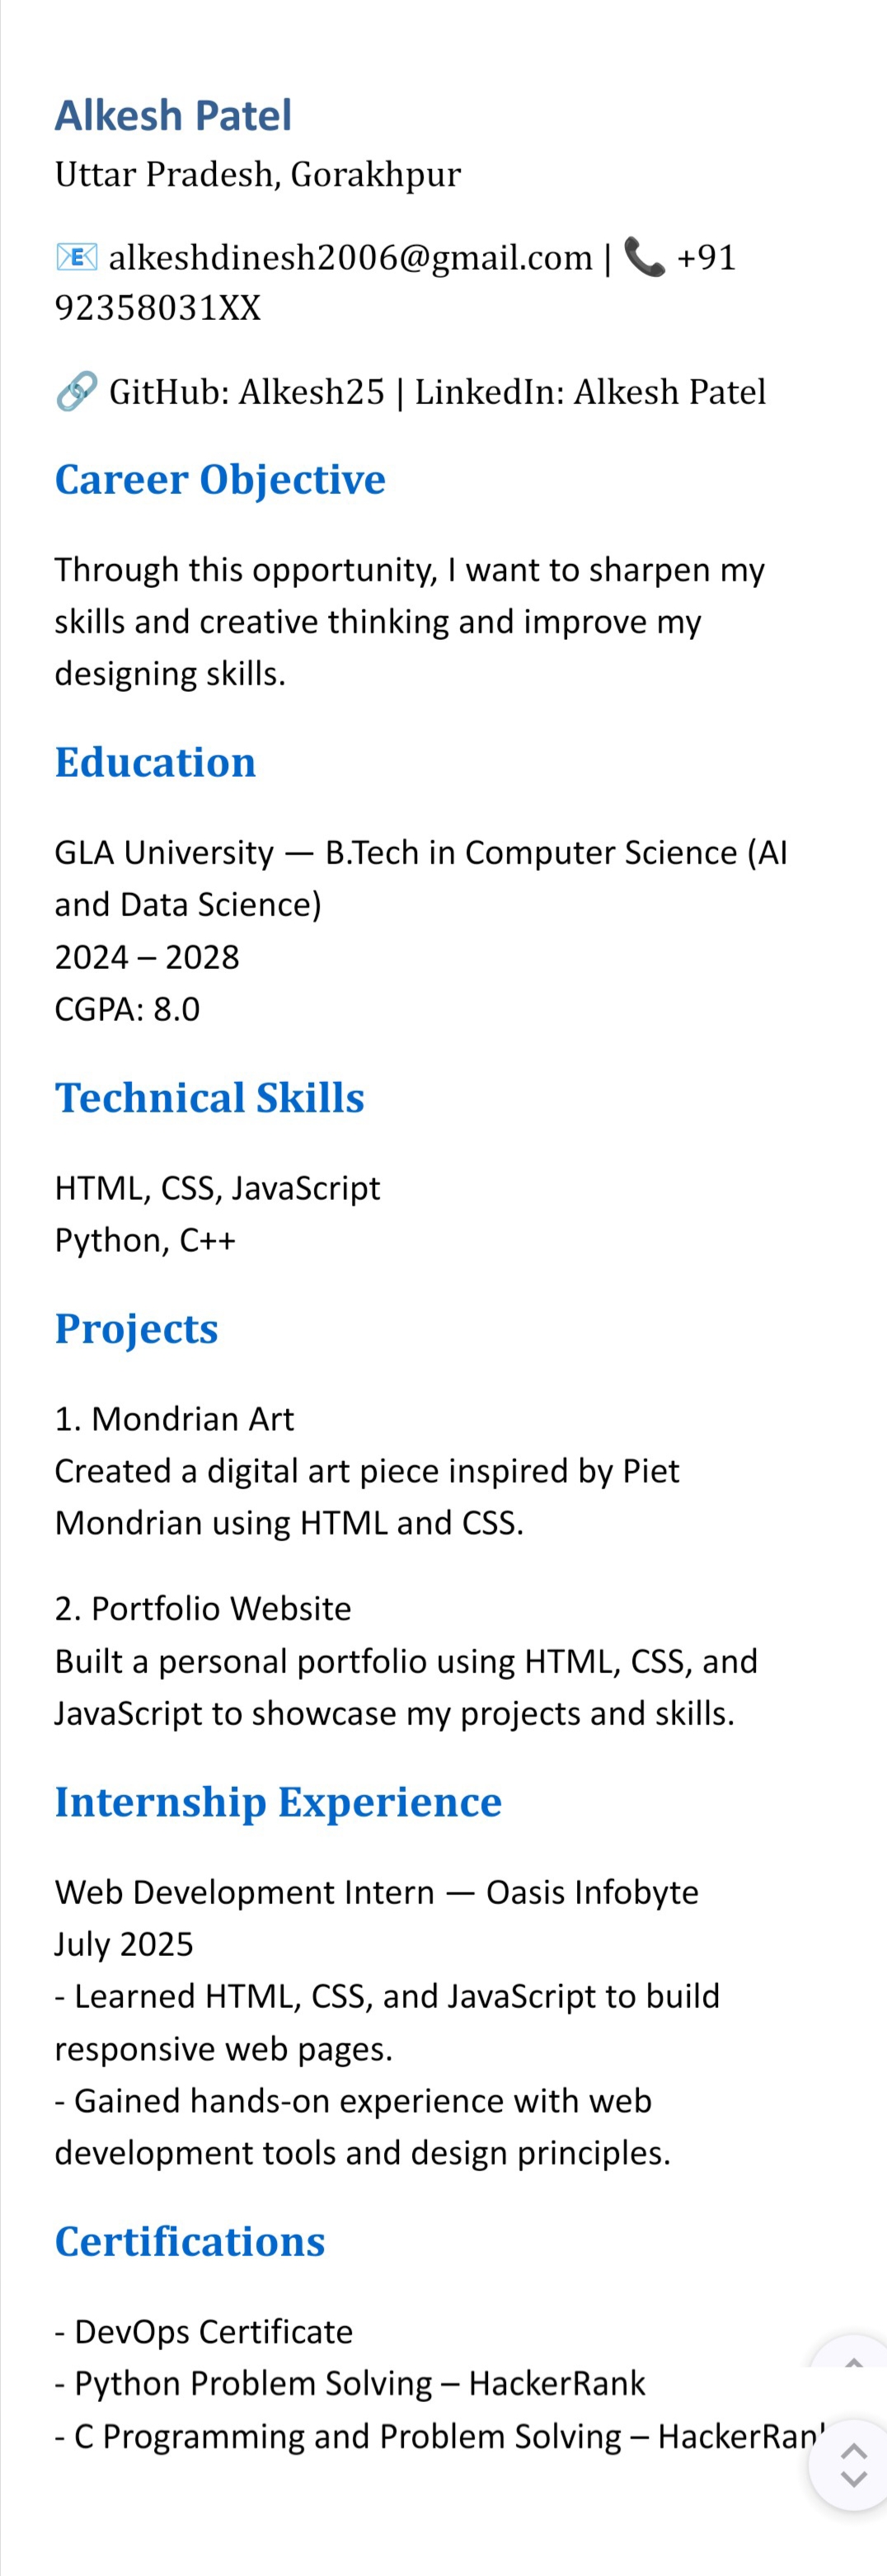 Alkesh Patel
Uttar Pradesh, Gorakhpur
📧 alkeshdinesh2006@gmail.com | 📞 +91
92358031XX
🔗 GitHub: Alkesh25 | LinkedIn: Alkesh Patel
Career Objective
Through this opportunity, I want to sharpen my
skills and creative thinking and improve my
designing skills.
Education
GLA University — B.Tech in Computer Science (AI
and Data Science)
2024 – 2028
CGPA: 8.0
Technical Skills
HTML, CSS, JavaScript
Python, C++
Projects
1. Mondrian Art
Created a digital art piece inspired by Piet
Mondrian using HTML and CSS.
2. Portfolio Website
Built a personal portfolio using HTML, CSS, and
JavaScript to showcase my projects and skills.
Internship Experience
Web Development Intern — Oasis Infobyte
July 2025
- Learned HTML, CSS, and JavaScript to build
responsive web pages.
- Gained hands-on experience with web
development tools and design principles.
Certifications
- DevOps Certificate
- Python Problem Solving – HackerRank
- C Programming and Problem Solving – HackerRank